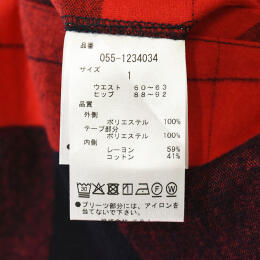 品番
055-1234034
サイズ
1
ウエスト 60~63
ヒップ 88~92
品質
外側
ポリエステル 100%
テープ部分
ポリエステル 100%
内側
レーヨン 59%
コットン 41%
●プリーツ部分には、アイロンを
当てないで下さい。